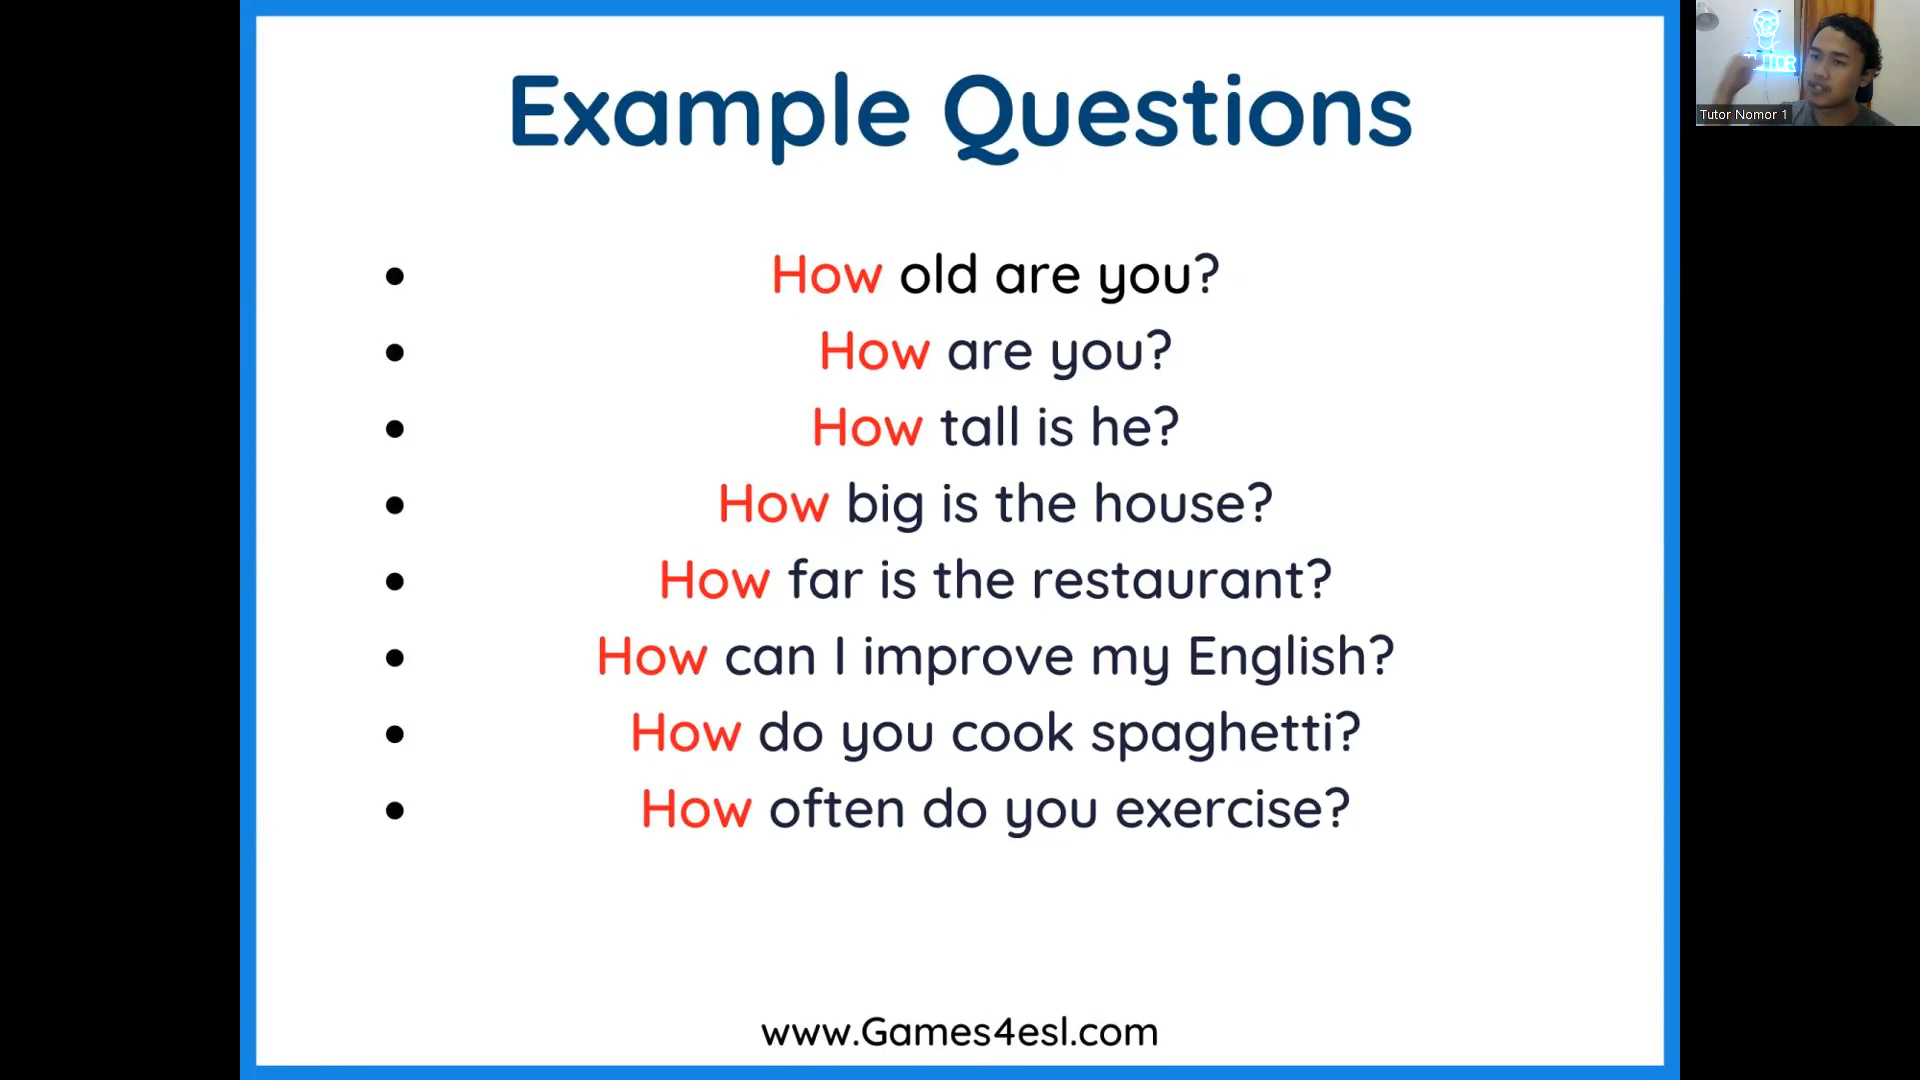 Example Questions
How old are you?
How are you?
How tall is he?
How big is the house?
How far is the restaurant?
How can I improve my English?
How do you cook spaghetti?
How often do you exercise?
www.Games4esl.com
TUTOR
Tutor Nomor 1